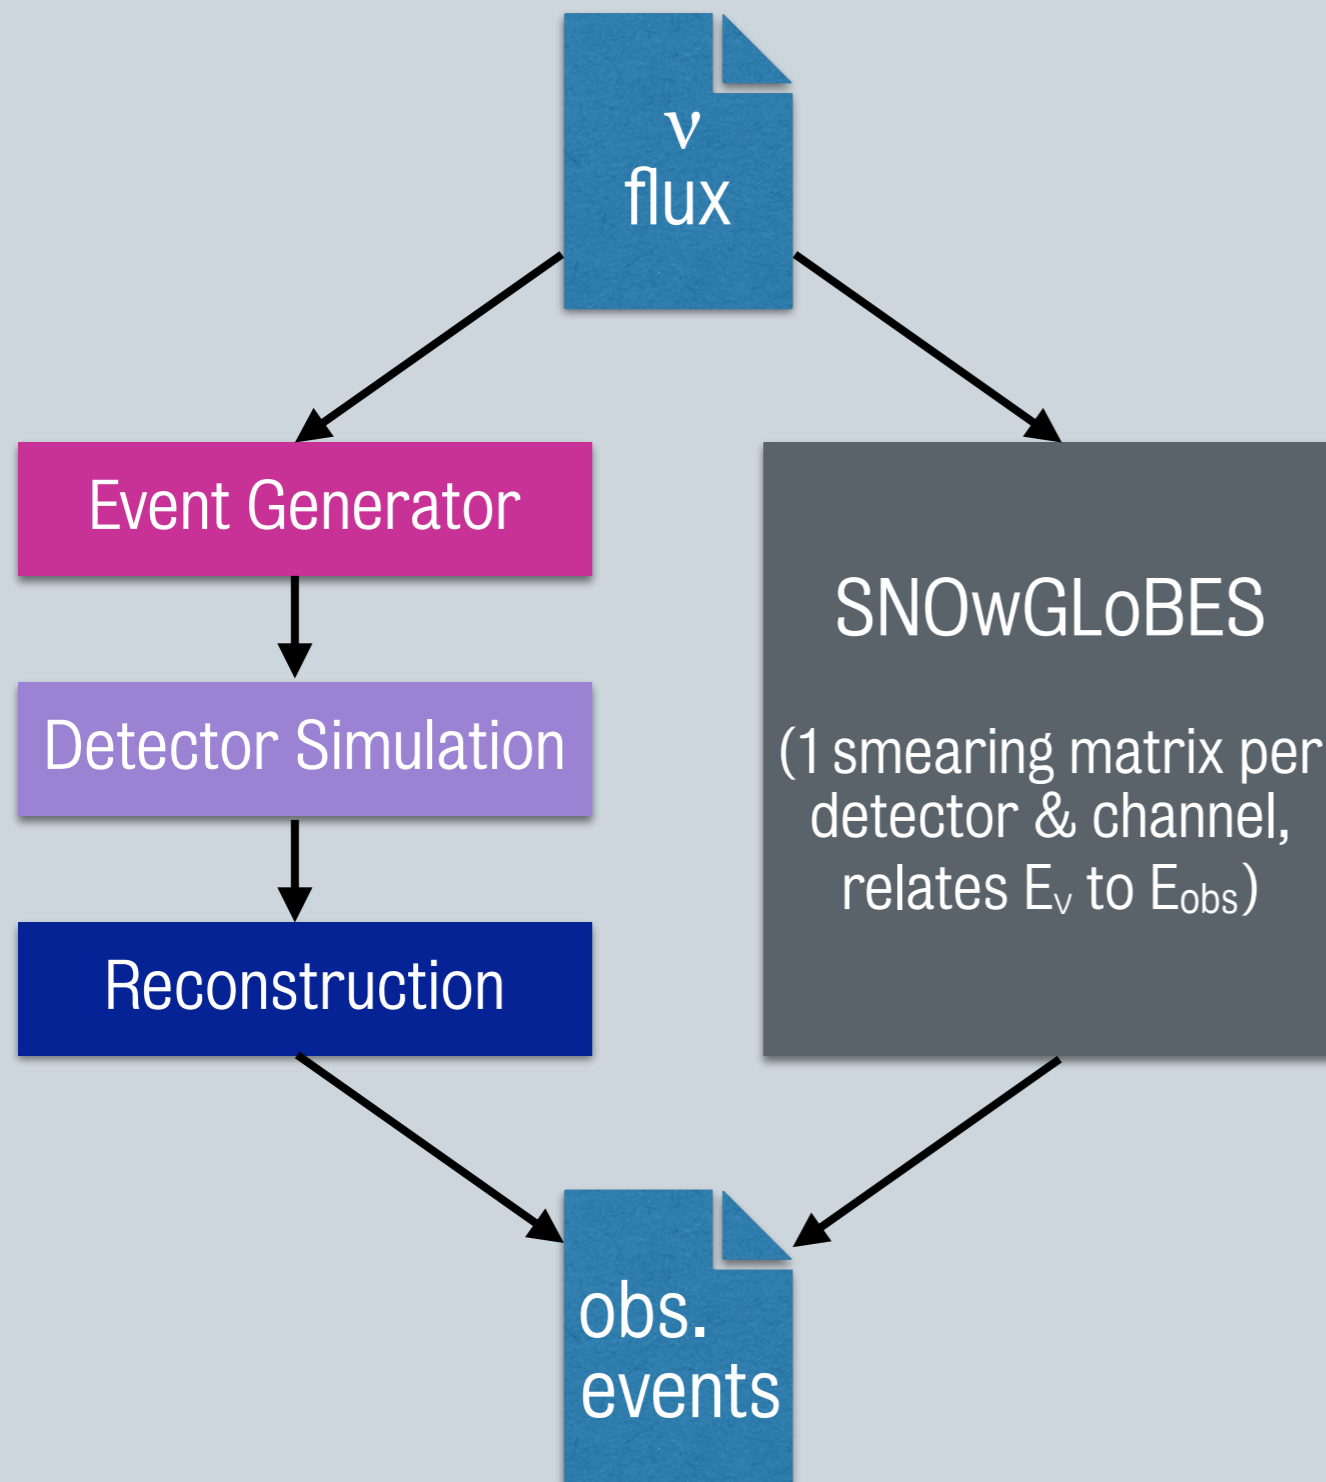 ν
flux
Event Generator
Detector Simulation
Reconstruction
SNOwGLoBES
(1 smearing matrix per
detector & channel,
relates Eν to Eobs)
obs.
events